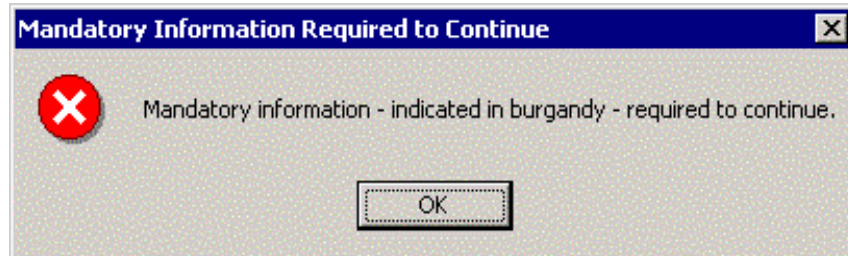 Mandatory Information Required to Continue
Mandatory information - indicated in burgandy - required to continue.
OK